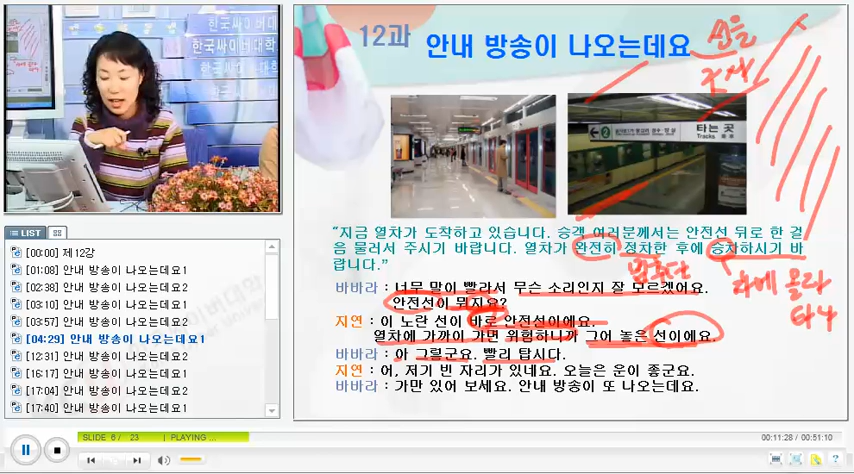 한국싸이버대학
한국싸이버대학
12과 안내 방송이 나오는데요
타는 곳
Tracks
2
"지금 열차가 도착하고 있습니다. 승객 여러분께서는 안전선 뒤로 한 걸
음 물러서 주시기 바랍니다. 열차가 완전히 정차한 후에 승차하시기 바
랍니다."
멈추다
차에 올라
타다
바바라 : 너무 말이 빨라서 무슨 소리인지 잘 모르겠어요.
안전선이 뭐지요?
지연 : 이 노란 선이 바로 안전선이에요.
열차에 가까이 가면 위험하니까 그어 놓은 선이에요.
바바라 : 아 그렇군요. 빨리 탑시다.
지연 : 어, 저기 빈 자리가 있네요. 오늘은 운이 좋군요.
바바라 : 가만 있어 보세요. 안내 방송이 또 나오는데요.
LIST
[00:00] 제12강
[01:08] 안내 방송이 나오는데요1
[02:38] 안내 방송이 나오는데요2
[03:10] 안내 방송이 나오는데요1
[03:57] 안내 방송이 나오는데요2
[04:29] 안내 방송이 나오는데요1
[12:31] 안내 방송이 나오는데요2
[16:17] 안내 방송이 나오는데요1
[17:04] 안내 방송이 나오는데요2
[17:40] 안내 방송이 나오는데요1
SLIDE 6 / 23 | PLAYING ...
00:11:28 / 00:51:10